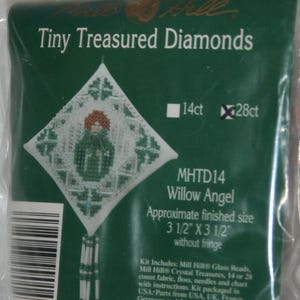 Mill Hill
Tiny Treasured Diamonds
14ct 28ct
MHTD14
Willow Angel
Approximate finished size
3 1/2" X 3 1/2"
without fringe
Kit Includes: Mill Hill® Glass Beads,
Mill Hill® Crystal Treasures, 14 or 28
count fabric, floss, needles and chart
with instructions. Kit packaged in
USA. Parts from USA,